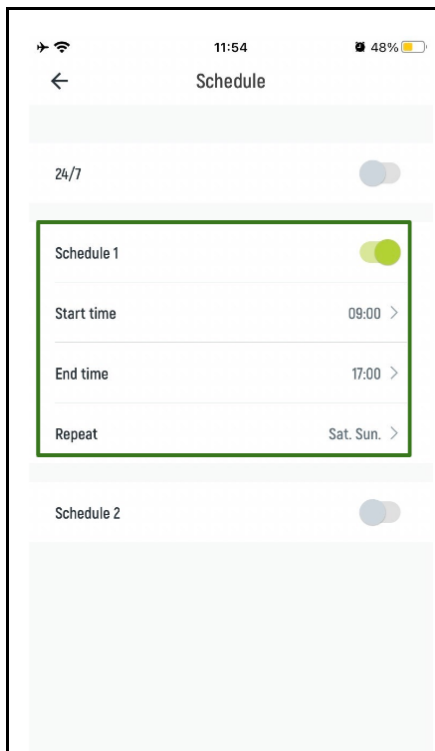 11:54
48%
Schedule
24/7
Schedule 1
Start time 09:00
End time 17:00
Repeat Sat. Sun.
Schedule 2